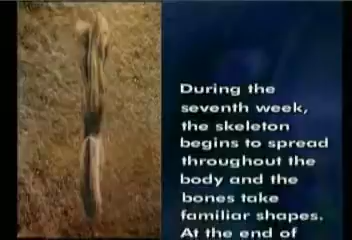 During the
seventh week,
the skeleton
begins to spread
throughout the
body and the
bones take
familiar shapes.
At the end of